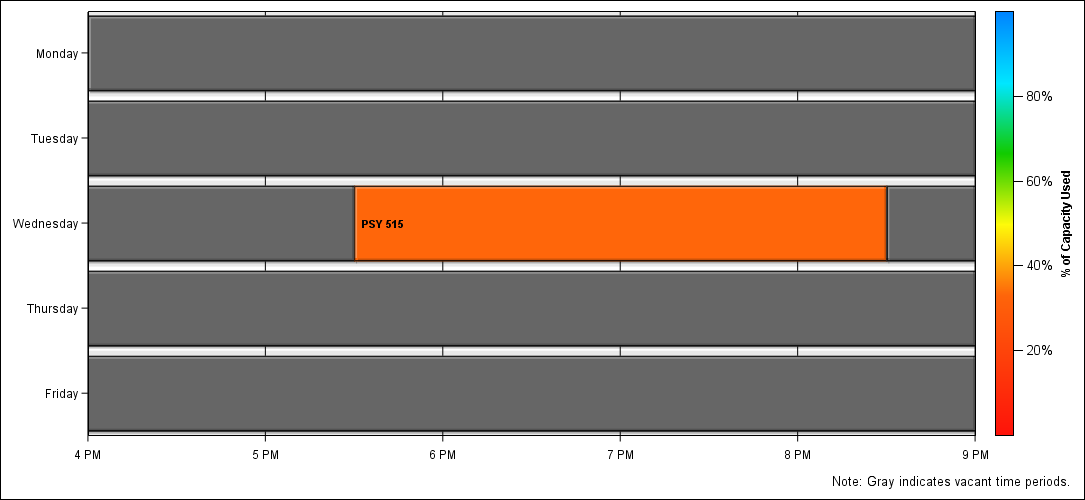 Monday
Tuesday
Wednesday
Thursday
Friday
PSY 515
4 PM
5 PM
6 PM
7 PM
8 PM
9 PM
80%
60%
40%
20%
% of Capacity Used
Note: Gray indicates vacant time periods.